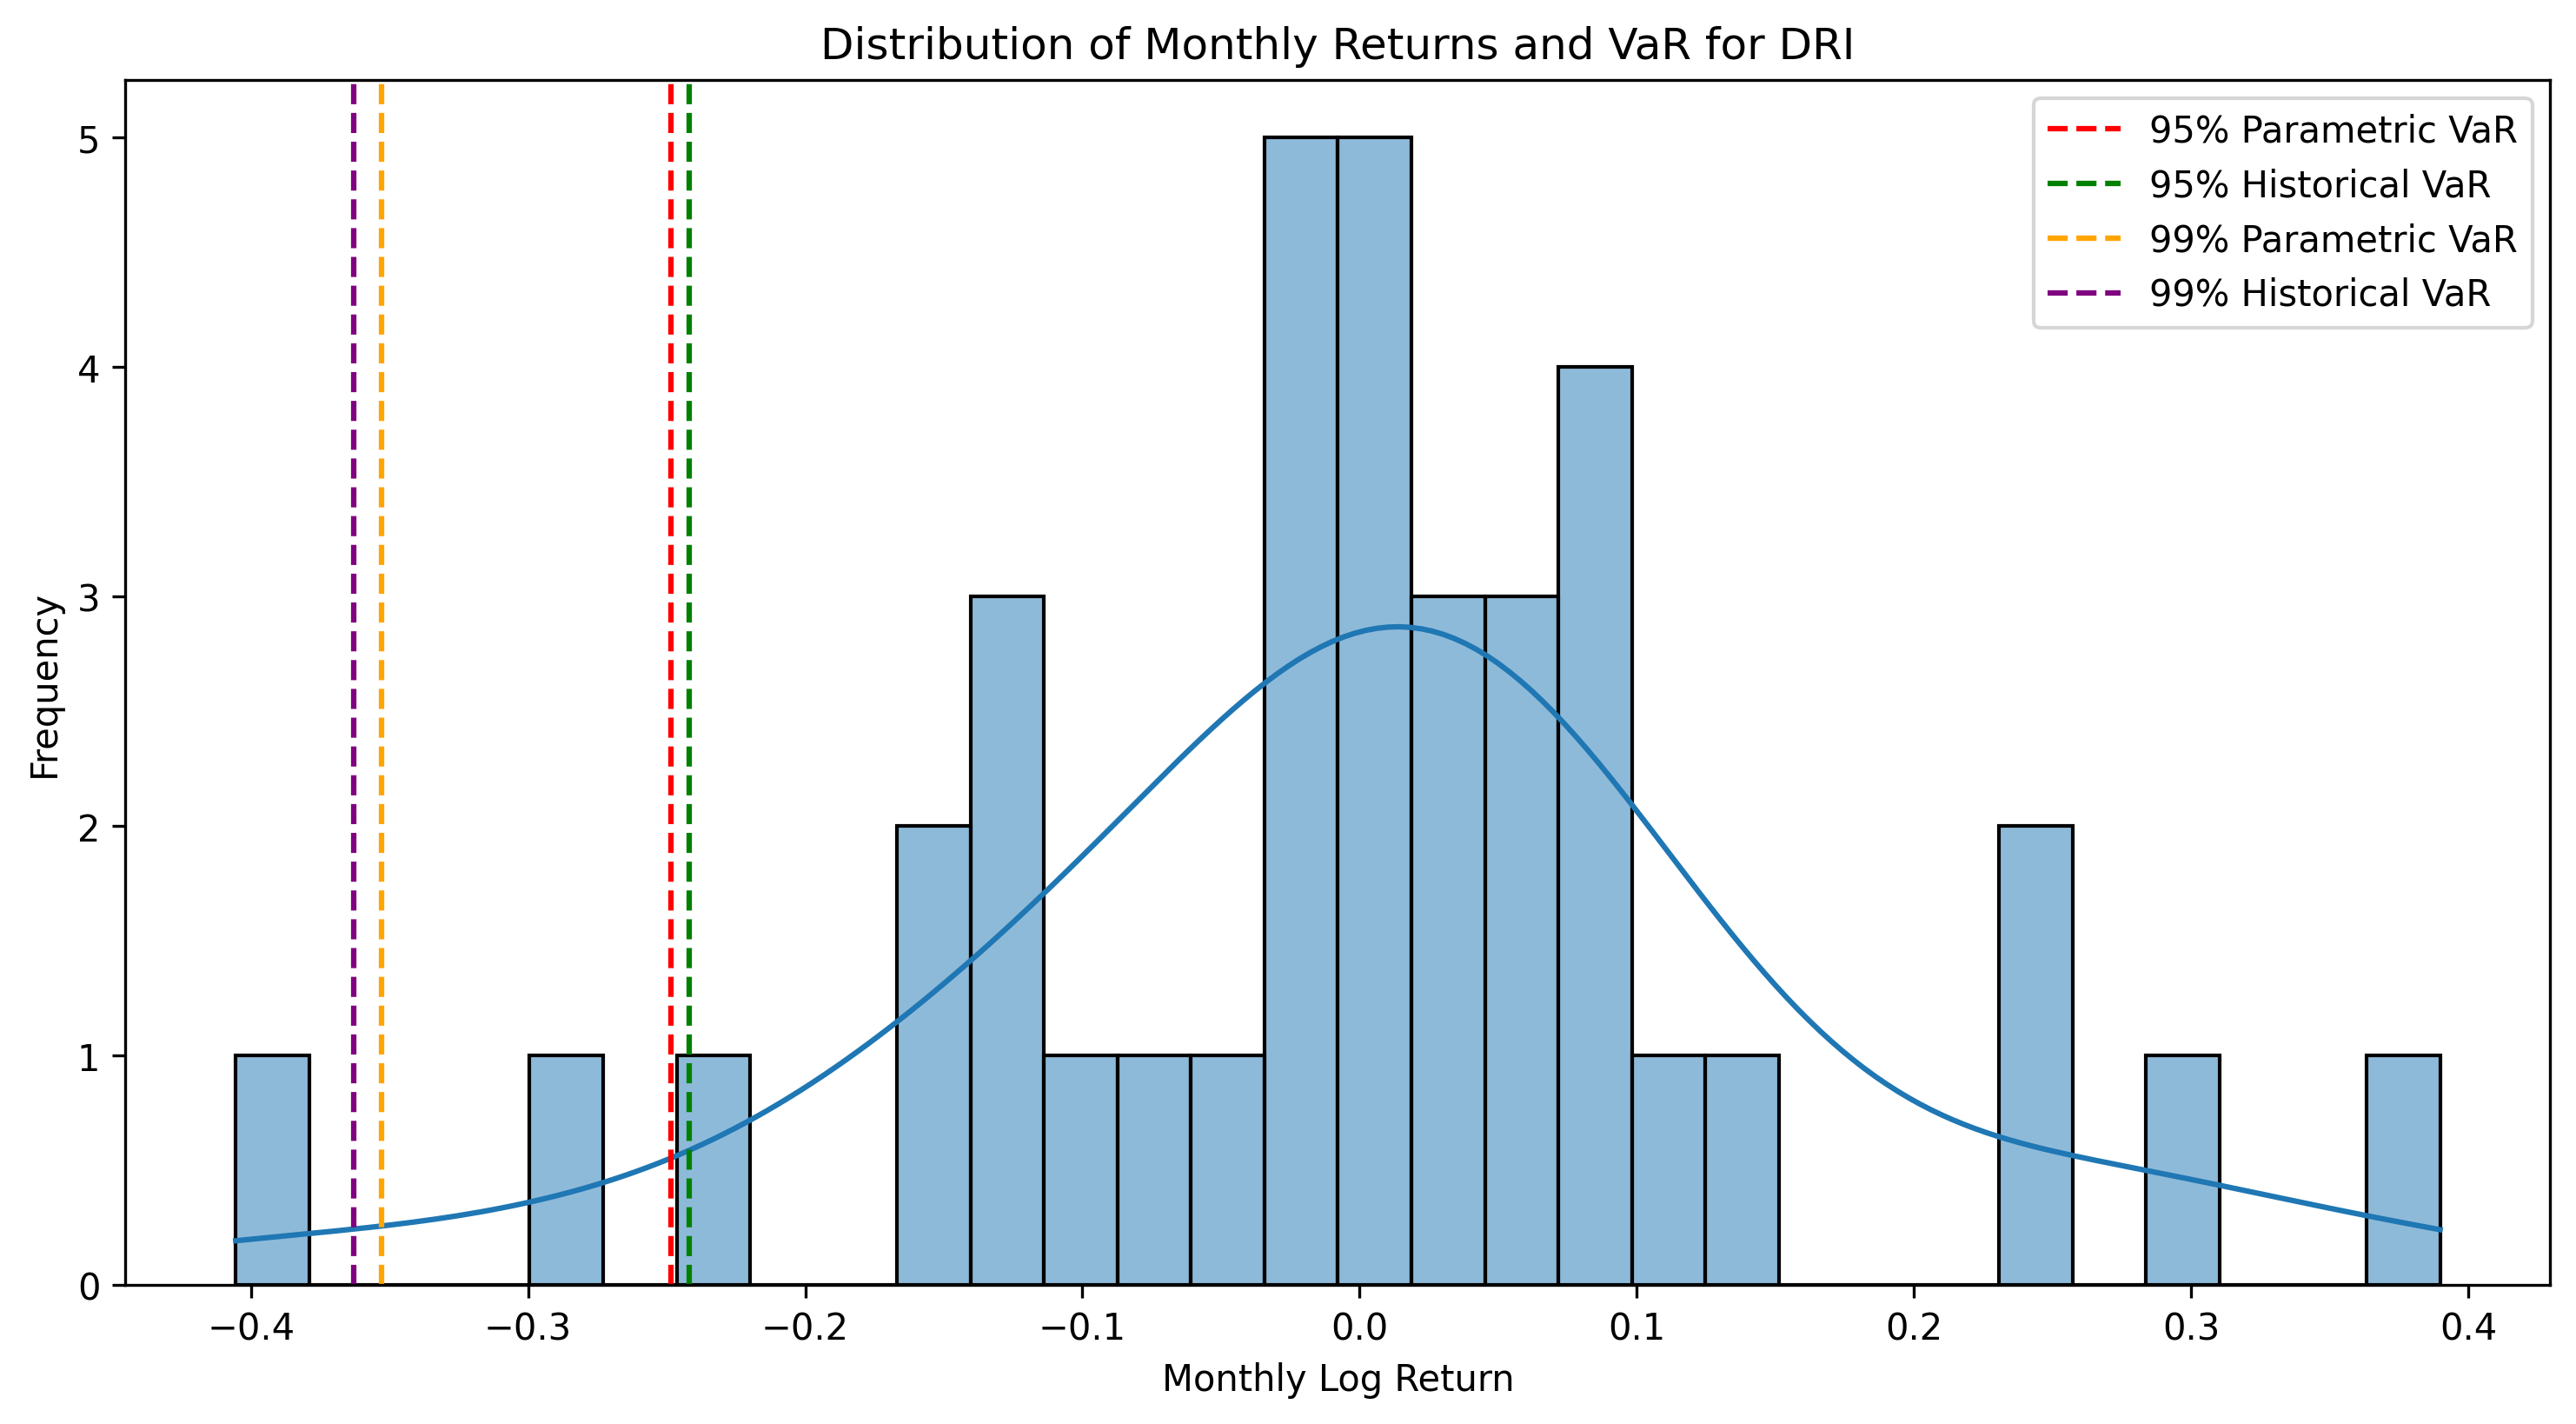 Distribution of Monthly Returns and VaR for DRI
95% Parametric VaR
95% Historical VaR
99% Parametric VaR
99% Historical VaR
5
4
3
2
1
0
Frequency
−0.4 −0.3 −0.2 −0.1 0.0 0.1 0.2 0.3 0.4
Monthly Log Return